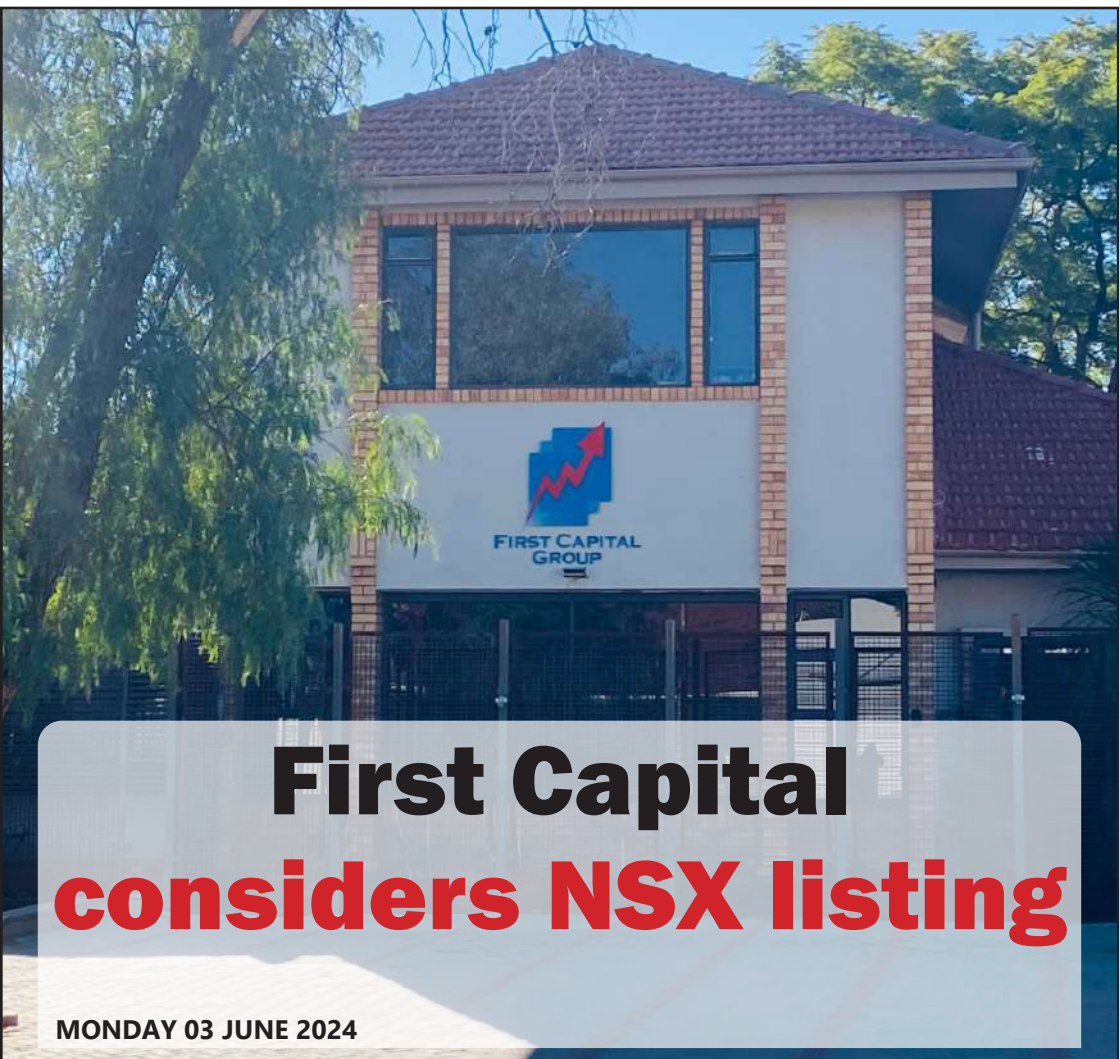 FIRST CAPITAL
GROUP
First Capital
considers NSX listing
MONDAY 03 JUNE 2024